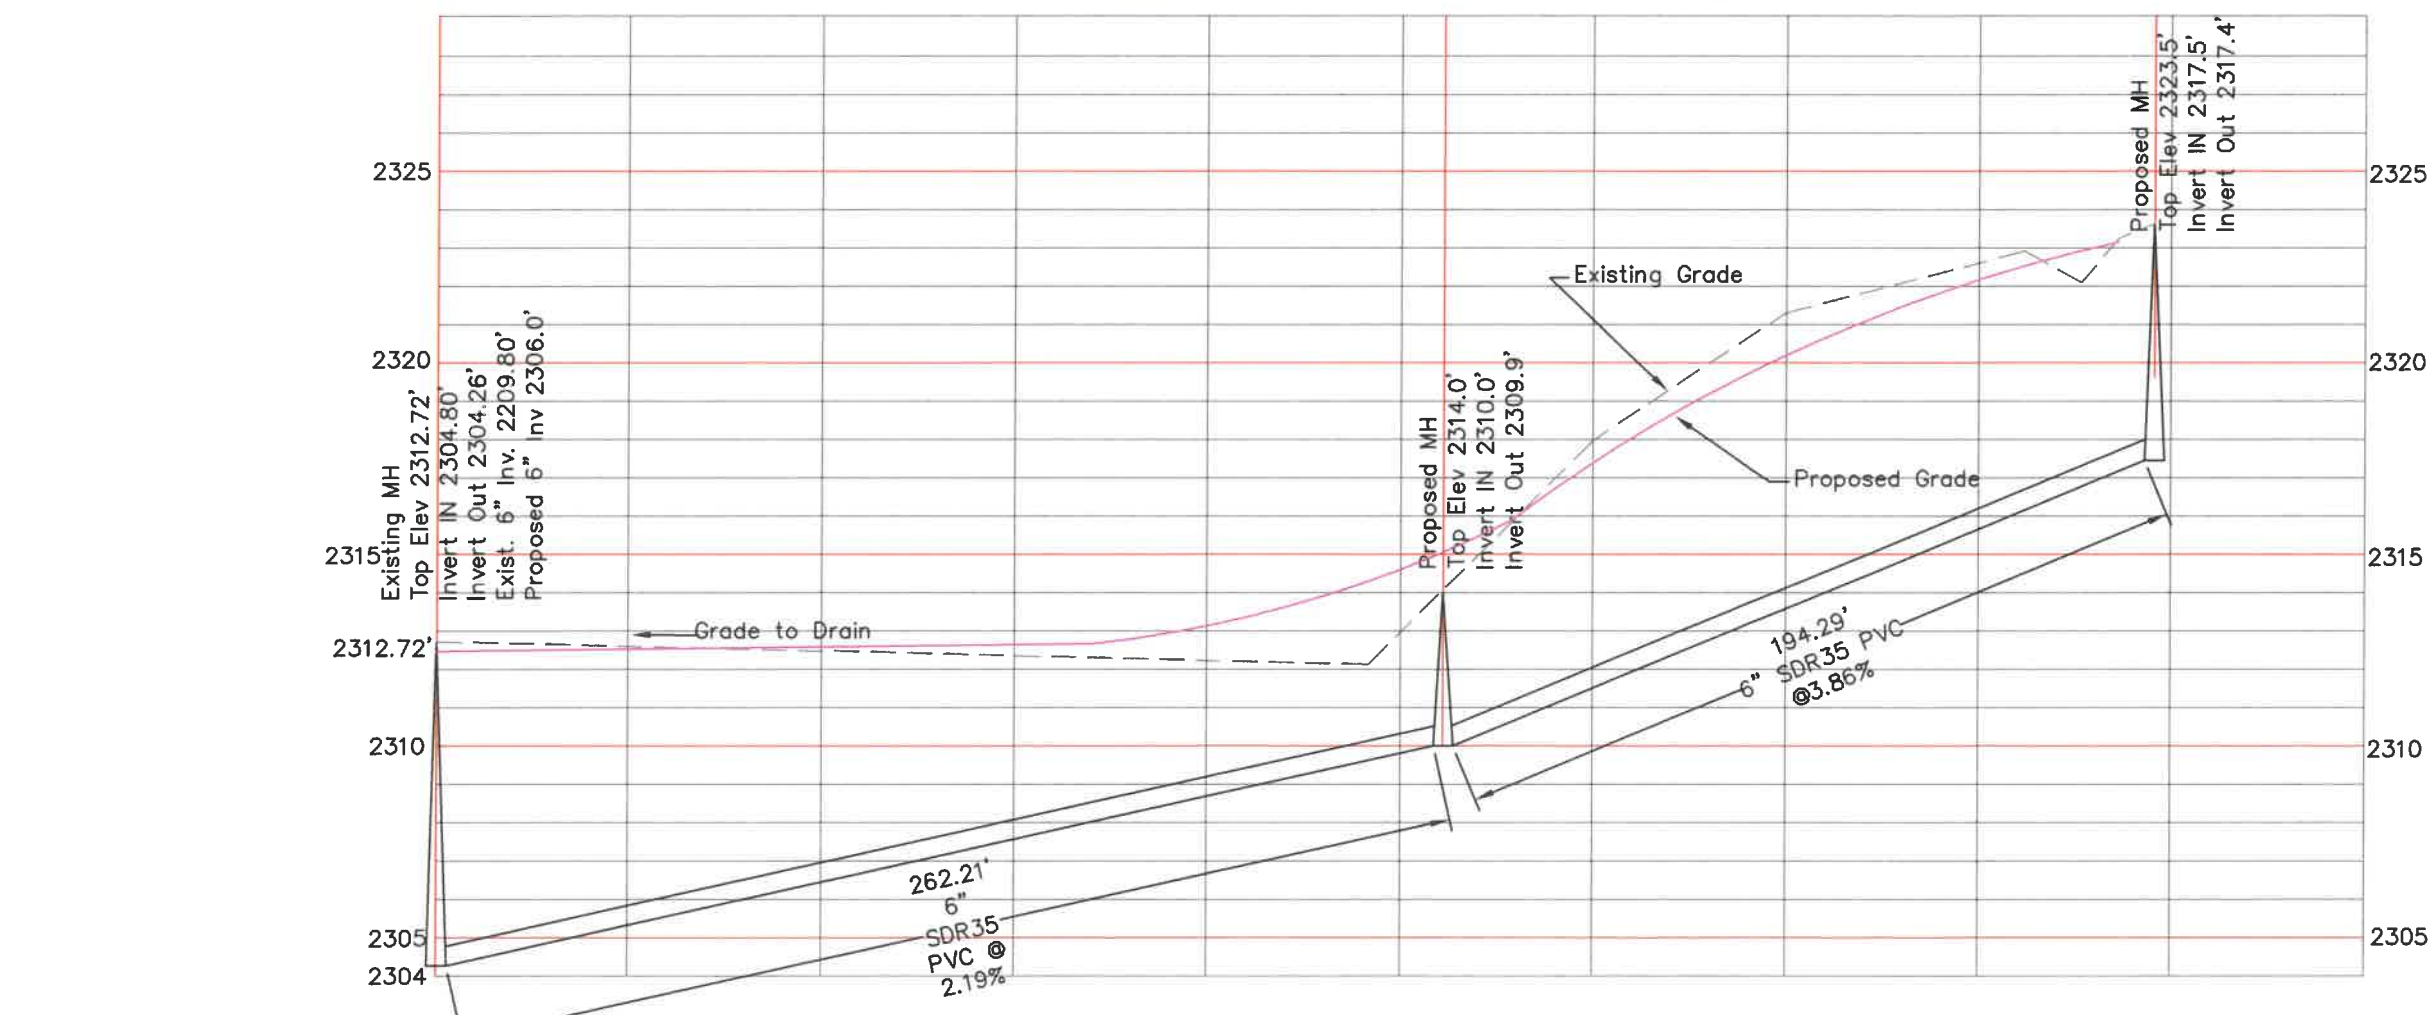 2325
2320
2315
2312.72'
2310
2305
2304
Existing MH
Top Elev 2312.72'
Invert IN 2304.80'
Invert Out 2304.26'
Exist. 6" Inv. 2209.80'
Proposed 6" Inv 2306.0'
Grade to Drain
262.21'
6"
SDR35
PVC @
2.19%
Proposed MH
Top Elev 2314.0'
Invert IN 2310.0'
Invert Out 2309.9'
Existing Grade
Proposed Grade
194.29'
6" SDR35 PVC
@3.86%
Proposed MH
Top Elev 2323.5'
Invert IN 2317.5'
Invert Out 2317.4'
2325
2320
2315
2310
2305